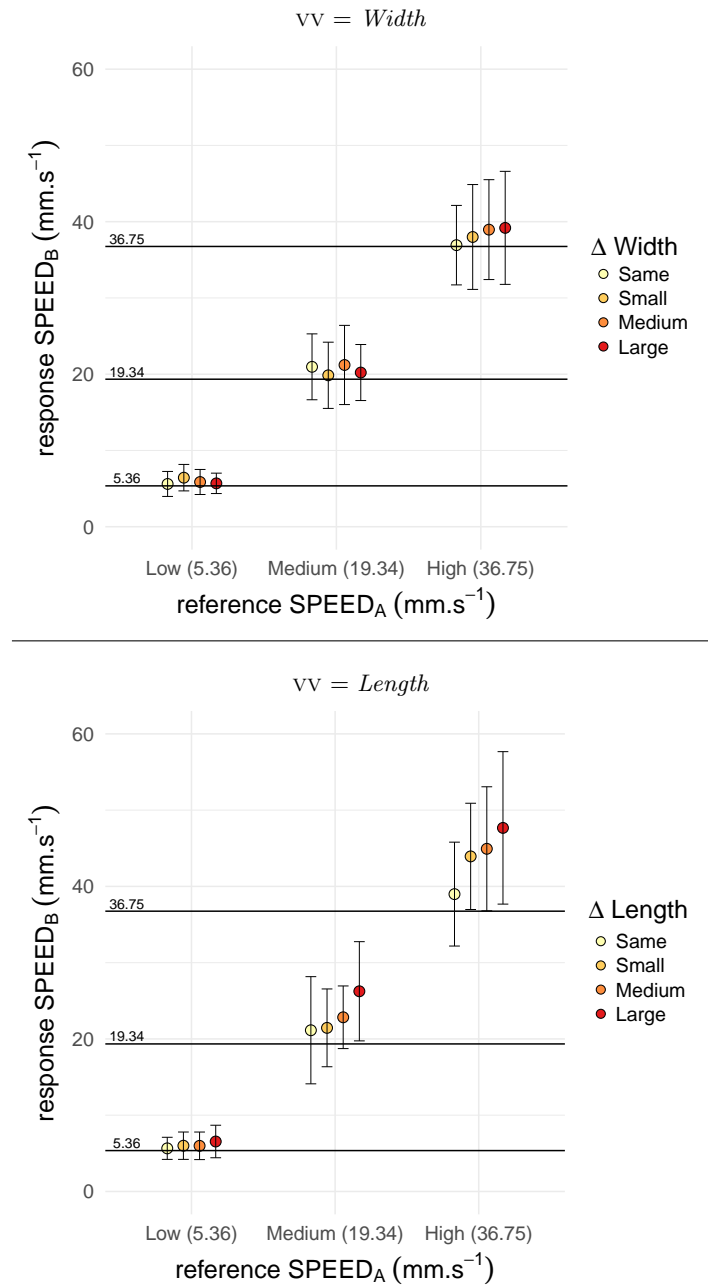 vv = Width
60
40
20
0
response SPEED_B (mm.s⁻¹)
36.75
19.34
5.36
Low (5.36) Medium (19.34) High (36.75)
reference SPEED_A (mm.s⁻¹)
Δ Width
Same
Small
Medium
Large
vv = Length
60
40
20
0
response SPEED_B (mm.s⁻¹)
36.75
19.34
5.36
Low (5.36) Medium (19.34) High (36.75)
reference SPEED_A (mm.s⁻¹)
Δ Length
Same
Small
Medium
Large